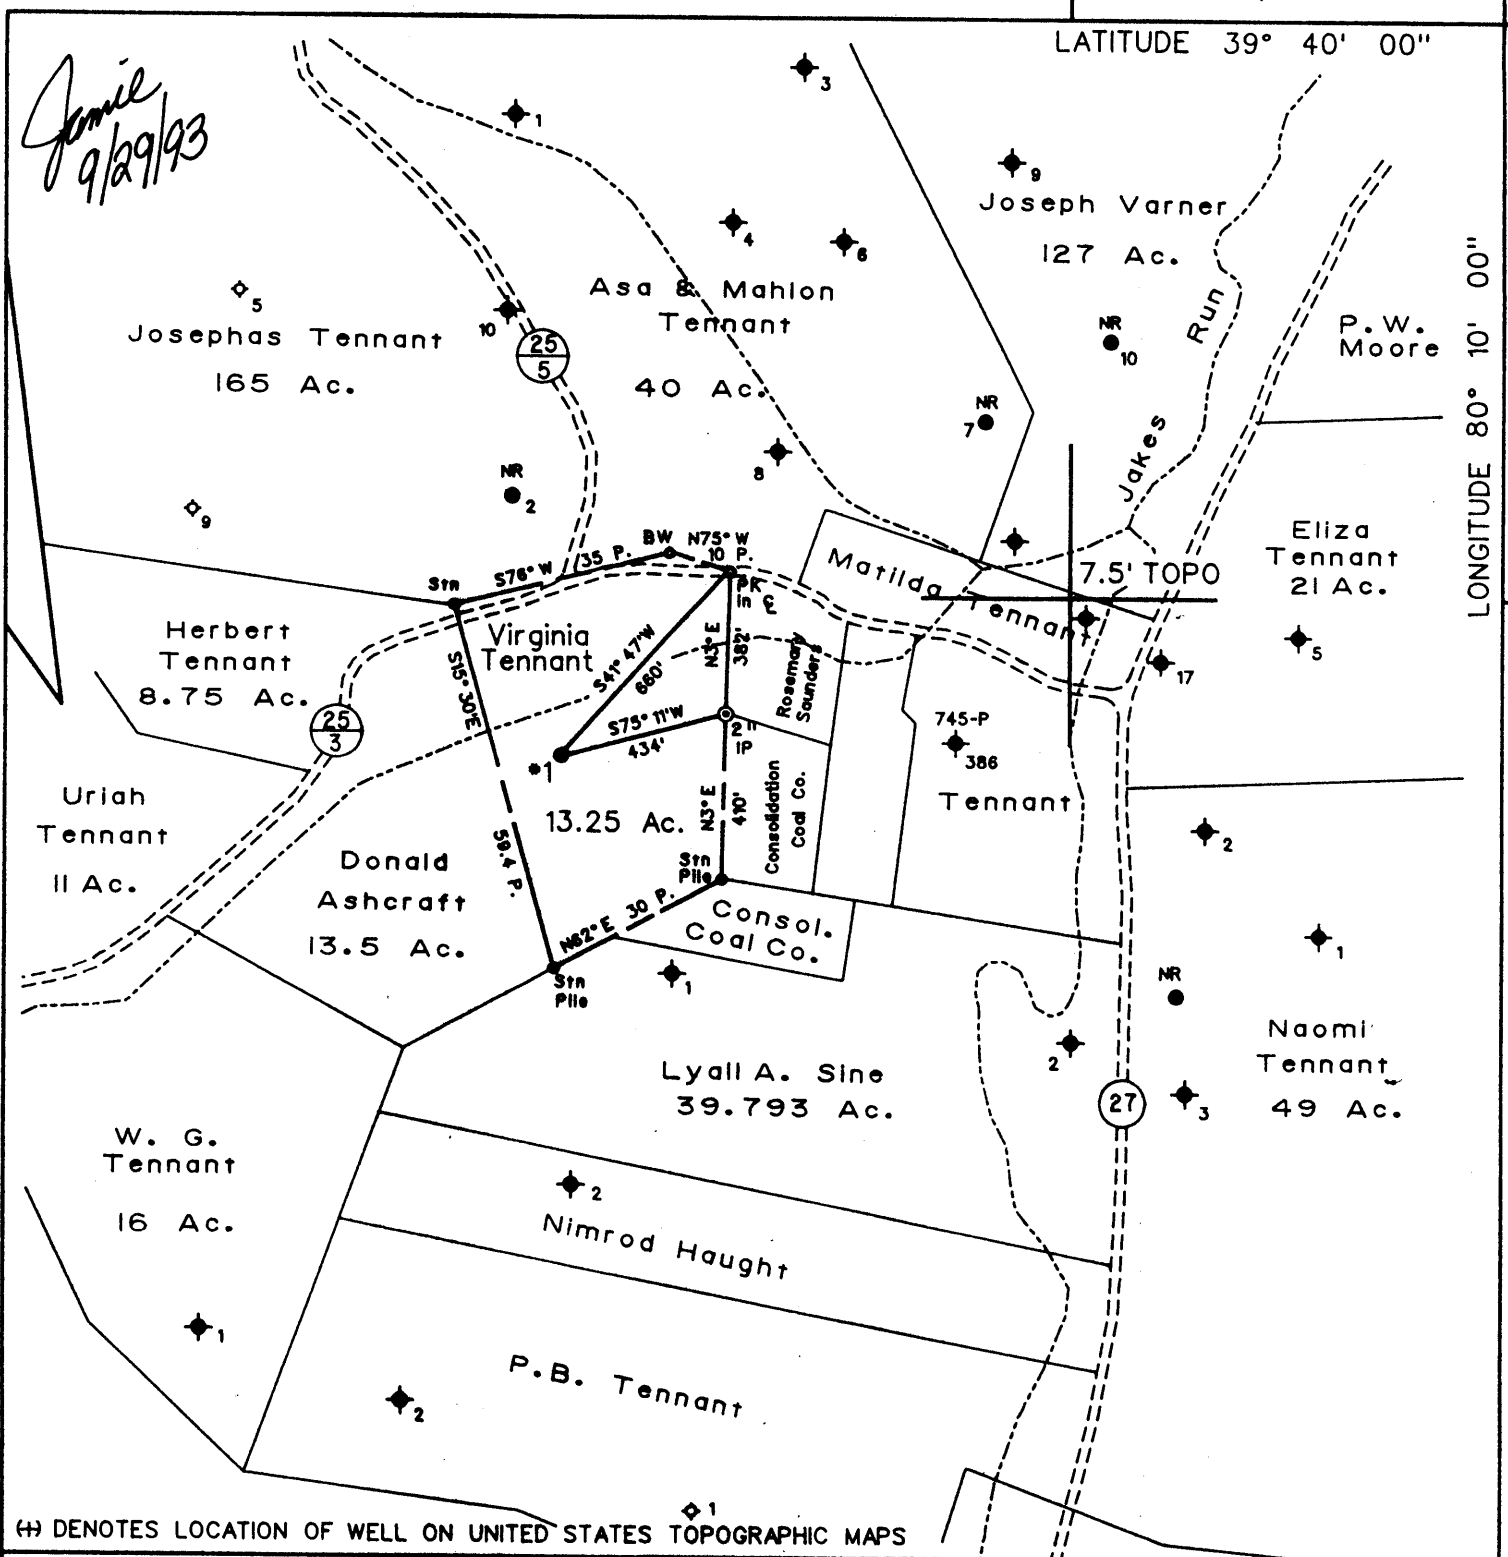 LATITUDE 39° 40' 00"
Jamie
9/29/93
3
1
9
Joseph Varner
127 Ac.
4
6
LONGITUDE 80° 10' 00"
Asa & Mahlon
Tennant
40 Ac.
5
Josephas Tennant
165 Ac.
10
25
5
Jakes Run
NR
10
P.W.
Moore
NR
7
8
NR
2
9
Eliza
Tennant
21 Ac.
5
BW
N75° W
10 P.
S76° W 35 P.
Stn
PK
In ℄
Matilda Tennant
7.5' TOPO
17
Herbert
Tennant
8.75 Ac.
Virginia
Tennant
S41° 47'W
660'
N3° E
382'
Rosemary
Saunders
S15° 30'E
59.4 P.
25
3
S75° 11'W
434'
2"
IP
*1
745-P
386
Tennant
13.25 Ac.
N3° E
410'
Consolidation
Coal Co.
Uriah
Tennant
11 Ac.
2
Donald
Ashcraft
13.5 Ac.
Stn
Pile
N62° E 30 P.
Consol.
Coal Co.
Stn
Pile
1
1
NR
2
Naomi
Tennant
49 Ac.
Lyall A. Sine
39.793 Ac.
27
3
W. G.
Tennant
16 Ac.
2
Nimrod Haught
1
P.B. Tennant
2
1
(+) DENOTES LOCATION OF WELL ON UNITED STATES TOPOGRAPHIC MAPS